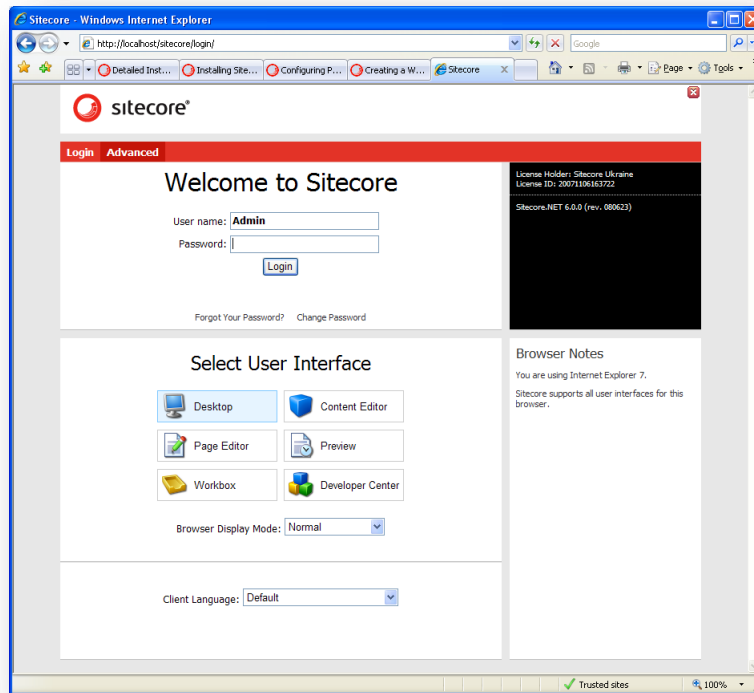 Sitecore - Windows Internet Explorer
http://localhost/sitecore/login/
Google
Detailed Inst...
Installing Site...
Configuring P...
Creating a W...
Sitecore
Page
Tools
sitecore®
Login
Advanced
Welcome to Sitecore
User name:
Admin
Password:
Login
Forgot Your Password?
Change Password
License Holder: Sitecore Ukraine
License ID: 20071106163722
Sitecore.NET 6.0.0 (rev. 080623)
Select User Interface
Desktop
Content Editor
Page Editor
Preview
Workbox
Developer Center
Browser Display Mode:
Normal
Client Language:
Default
Browser Notes
You are using Internet Explorer 7.
Sitecore supports all user interfaces for this
browser.
Trusted sites
100%